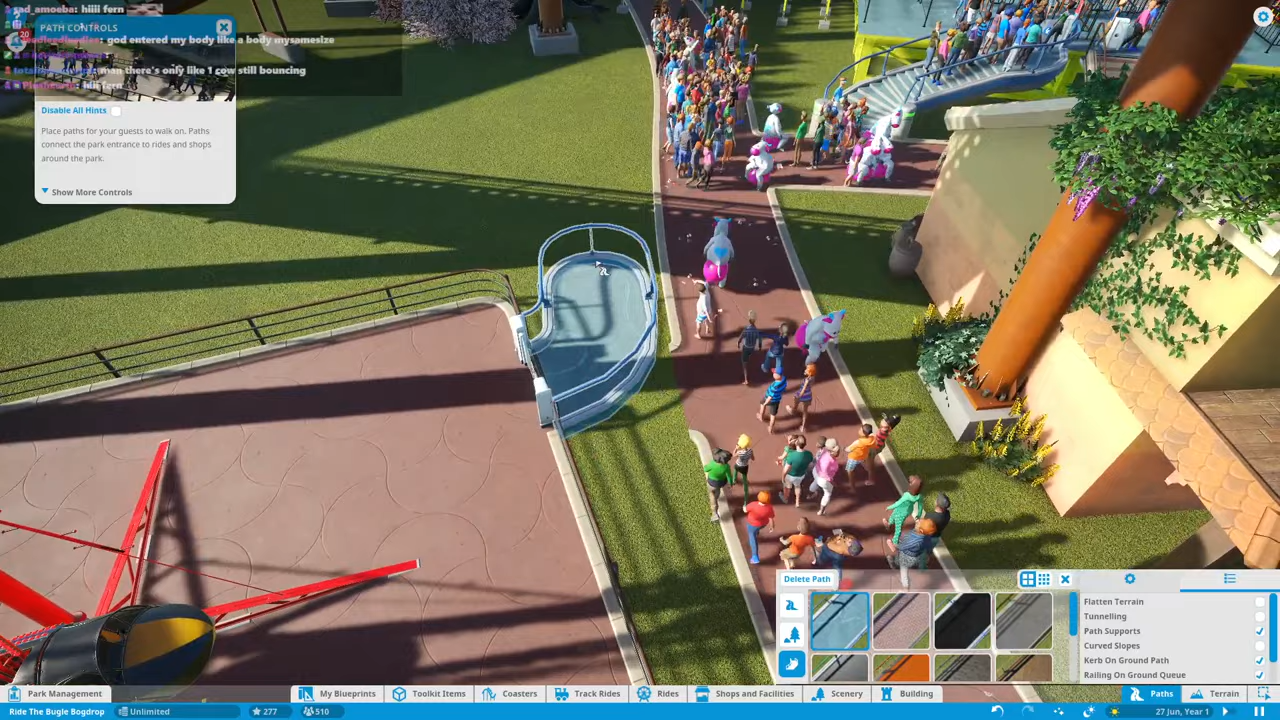 sad_amoeba: hiiii fern
PATH CONTROLS
20
god entered my body like a body mysamesize
man there's only like 1 cow still bouncing
hiii fern
Disable All Hints
Place paths for your guests to walk on. Paths
connect the park entrance to rides and shops
around the park.
Show More Controls
Delete Path
Flatten Terrain
Tunnelling
Path Supports
Curved Slopes
Kerb On Ground Path
Railing On Ground Queue
Park Management
My Blueprints
Toolkit Items
Coasters
Track Rides
Rides
Shops and Facilities
Scenery
Building
Paths
Terrain
Ride The Bugle Bogdrop
Unlimited
277
510
27 Jun, Year 1